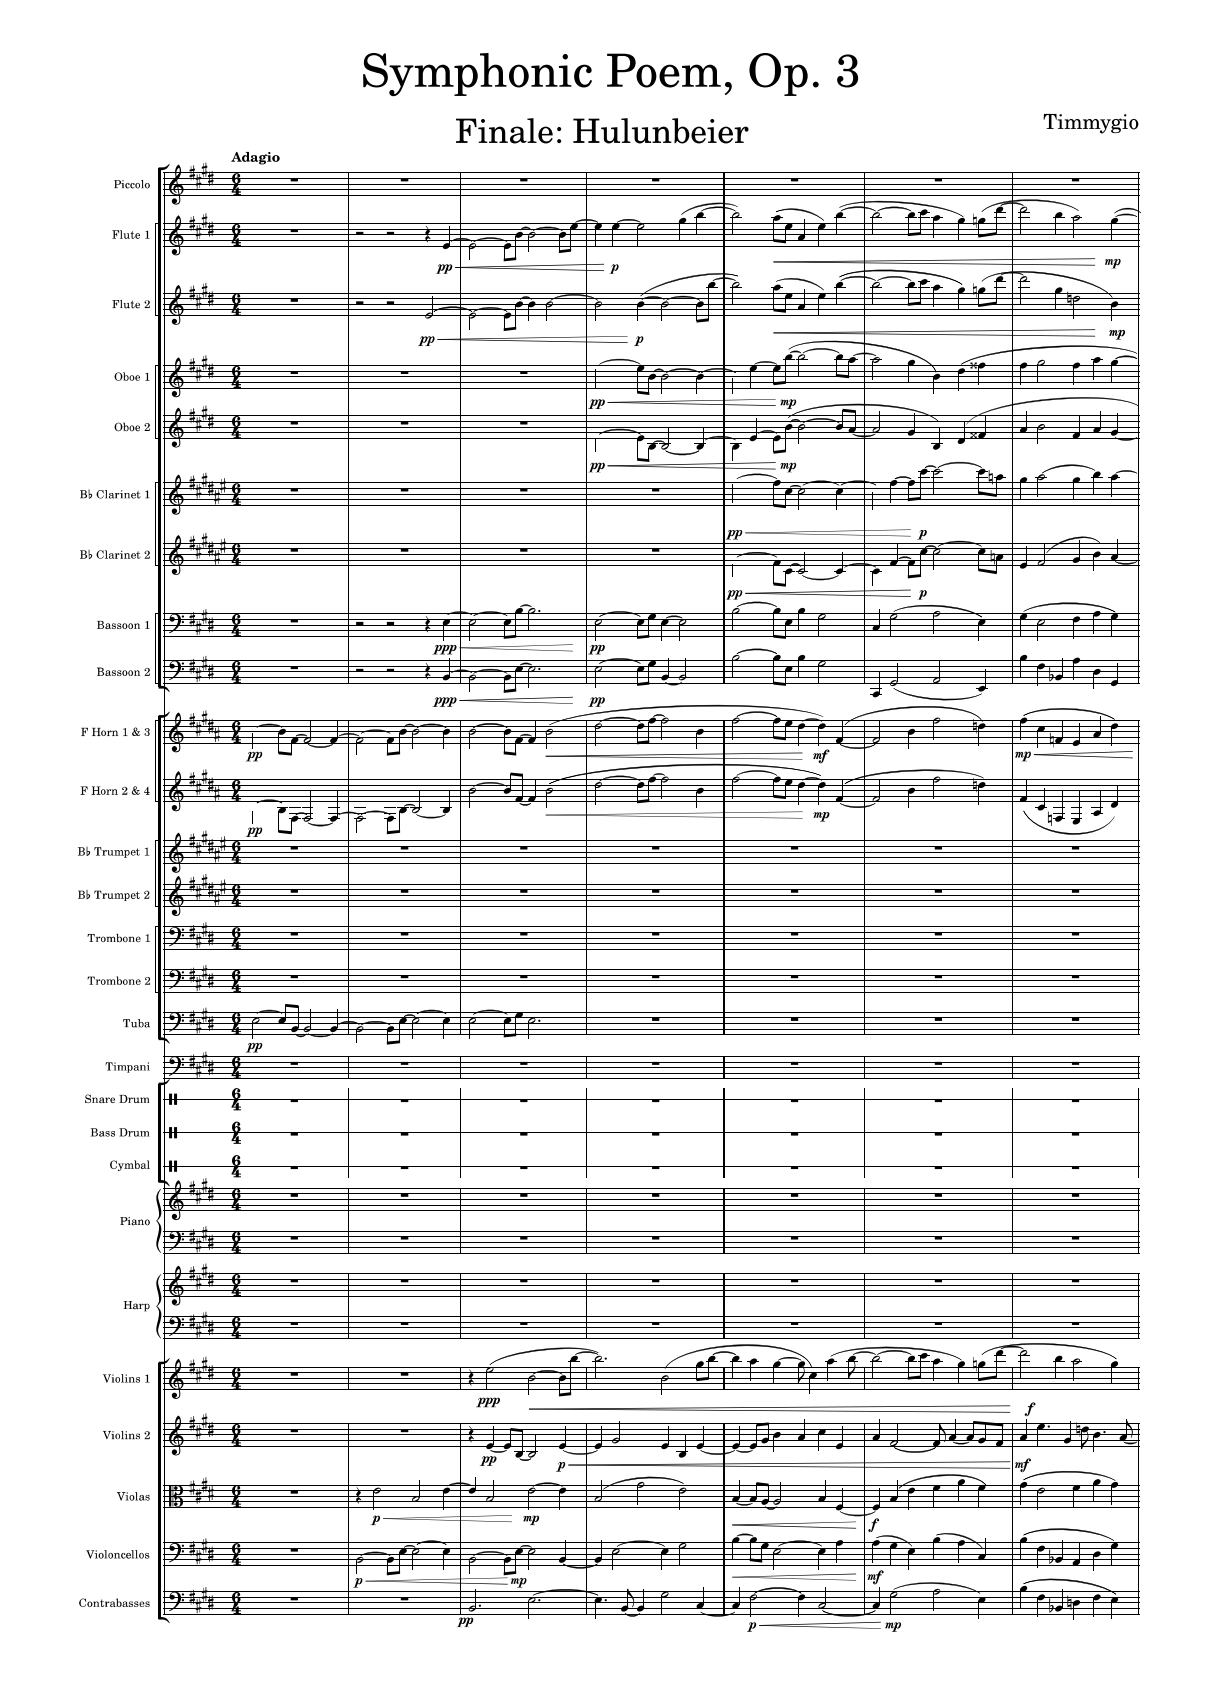 Symphonic Poem, Op. 3
Finale: Hulunbeier
Timmygio
Adagio
Piccolo
Flute 1
pp p mp
Flute 2
pp p mp
Oboe 1
pp mp
Oboe 2
pp mp
B♭ Clarinet 1
pp p
B♭ Clarinet 2
pp p
Bassoon 1
ppp pp
Bassoon 2
ppp pp
F Horn 1 & 3
pp mf mp
F Horn 2 & 4
pp mp
B♭ Trumpet 1
B♭ Trumpet 2
Trombone 1
Trombone 2
Tuba
pp
Timpani
Snare Drum
Bass Drum
Cymbal
Piano
Harp
Violins 1
ppp f
Violins 2
pp p mf
Violas
p mp f
Violoncellos
p mp mf
Contrabasses
pp p mp